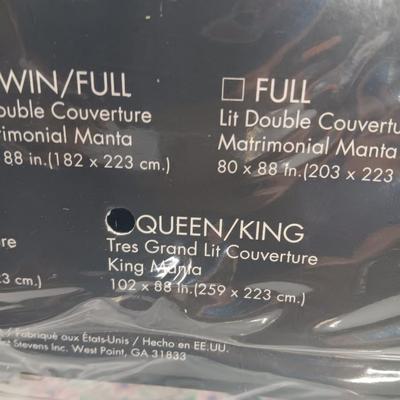 WIN/FULL
ouble Couverture
rimonial Manta
88 in.(182 x 223 cm.)
FULL
Lit Double Couvertu
Matrimonial Manta
80 x 88 in.(203 x 223
re
3 cm.)
QUEEN/KING
Tres Grand Lit Couverture
King Manta
102 x 88 in.(259 x 223 cm.)
/ Fabriqué aux États-Unis / Hecho en EE.UU.
t Stevens Inc. West Point, GA 31833